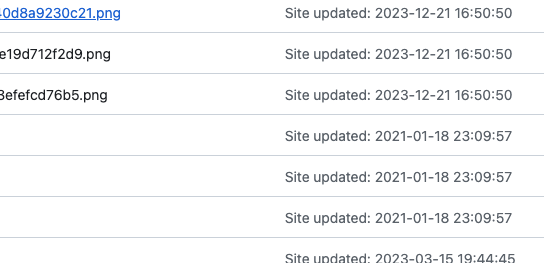 40d8a9230c21.png Site updated: 2023-12-21 16:50:50
e19d712f2d9.png Site updated: 2023-12-21 16:50:50
3efefcd76b5.png Site updated: 2023-12-21 16:50:50
Site updated: 2021-01-18 23:09:57
Site updated: 2021-01-18 23:09:57
Site updated: 2021-01-18 23:09:57
Site updated: 2023-03-15 19:44:45